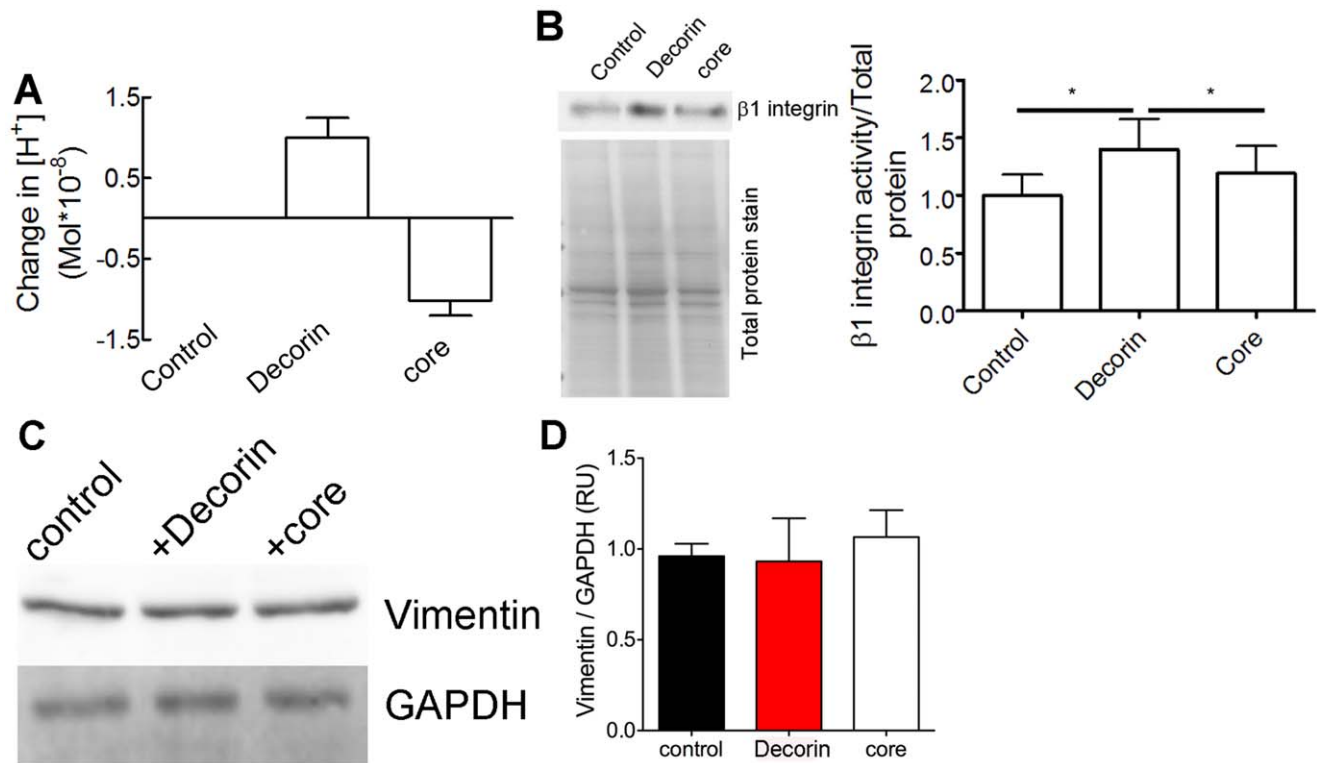 A
Change in [H⁺]
(Mol*10⁻⁸)
1.5
0.5
-0.5
-1.5
Control
Decorin
core
B
Control
Decorin
core
β1 integrin
Total protein stain
β1 integrin activity/Total
protein
2.0
1.5
1.0
0.5
0.0
*
*
Control
Decorin
Core
C
control
+Decorin
+core
Vimentin
GAPDH
D
Vimentin / GAPDH (RU)
1.5
1.0
0.5
0.0
control
Decorin
core